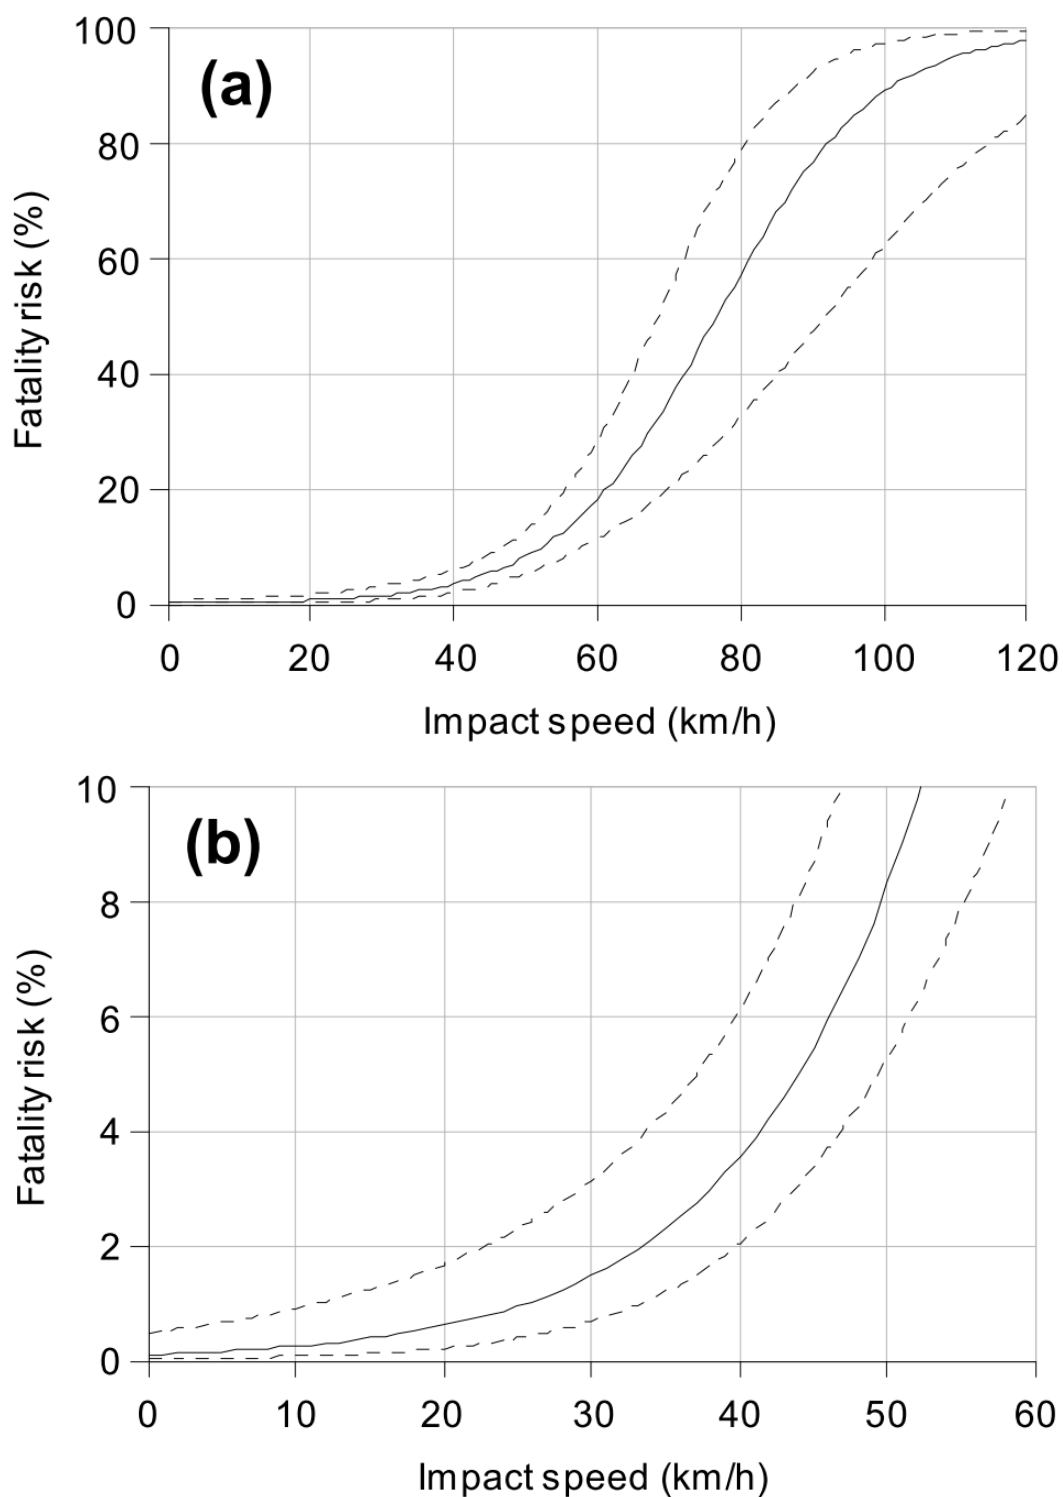 100
(a)
80
60
40
20
0
Fatality risk (%)
0 20 40 60 80 100 120
Impact speed (km/h)
10
(b)
8
6
4
2
0
Fatality risk (%)
0 10 20 30 40 50 60
Impact speed (km/h)